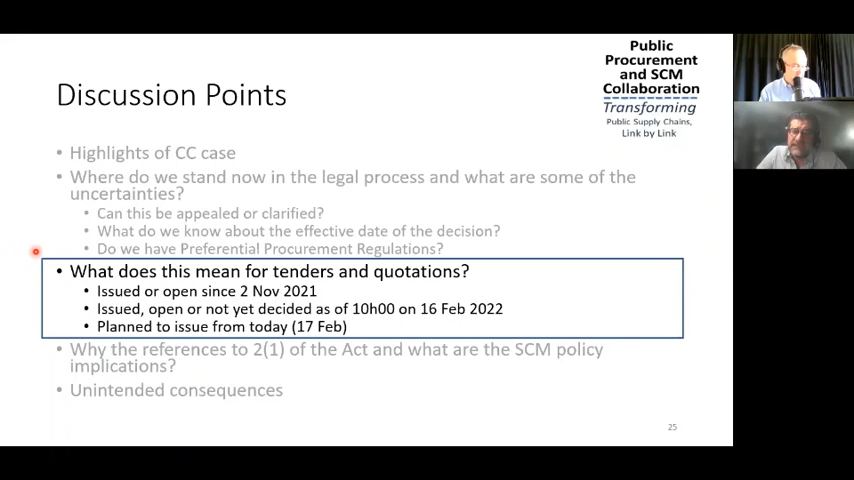 Public
Procurement
and SCM
Collaboration
Transforming
Public Supply Chains,
Link by Link
Discussion Points
• Highlights of CC case
• Where do we stand now in the legal process and what are some of the
uncertainties?
• Can this be appealed or clarified?
• What do we know about the effective date of the decision?
• Do we have Preferential Procurement Regulations?
• What does this mean for tenders and quotations?
• Issued or open since 2 Nov 2021
• Issued, open or not yet decided as of 10h00 on 16 Feb 2022
• Planned to issue from today (17 Feb)
• Why the references to 2(1) of the Act and what are the SCM policy
implications?
• Unintended consequences
25